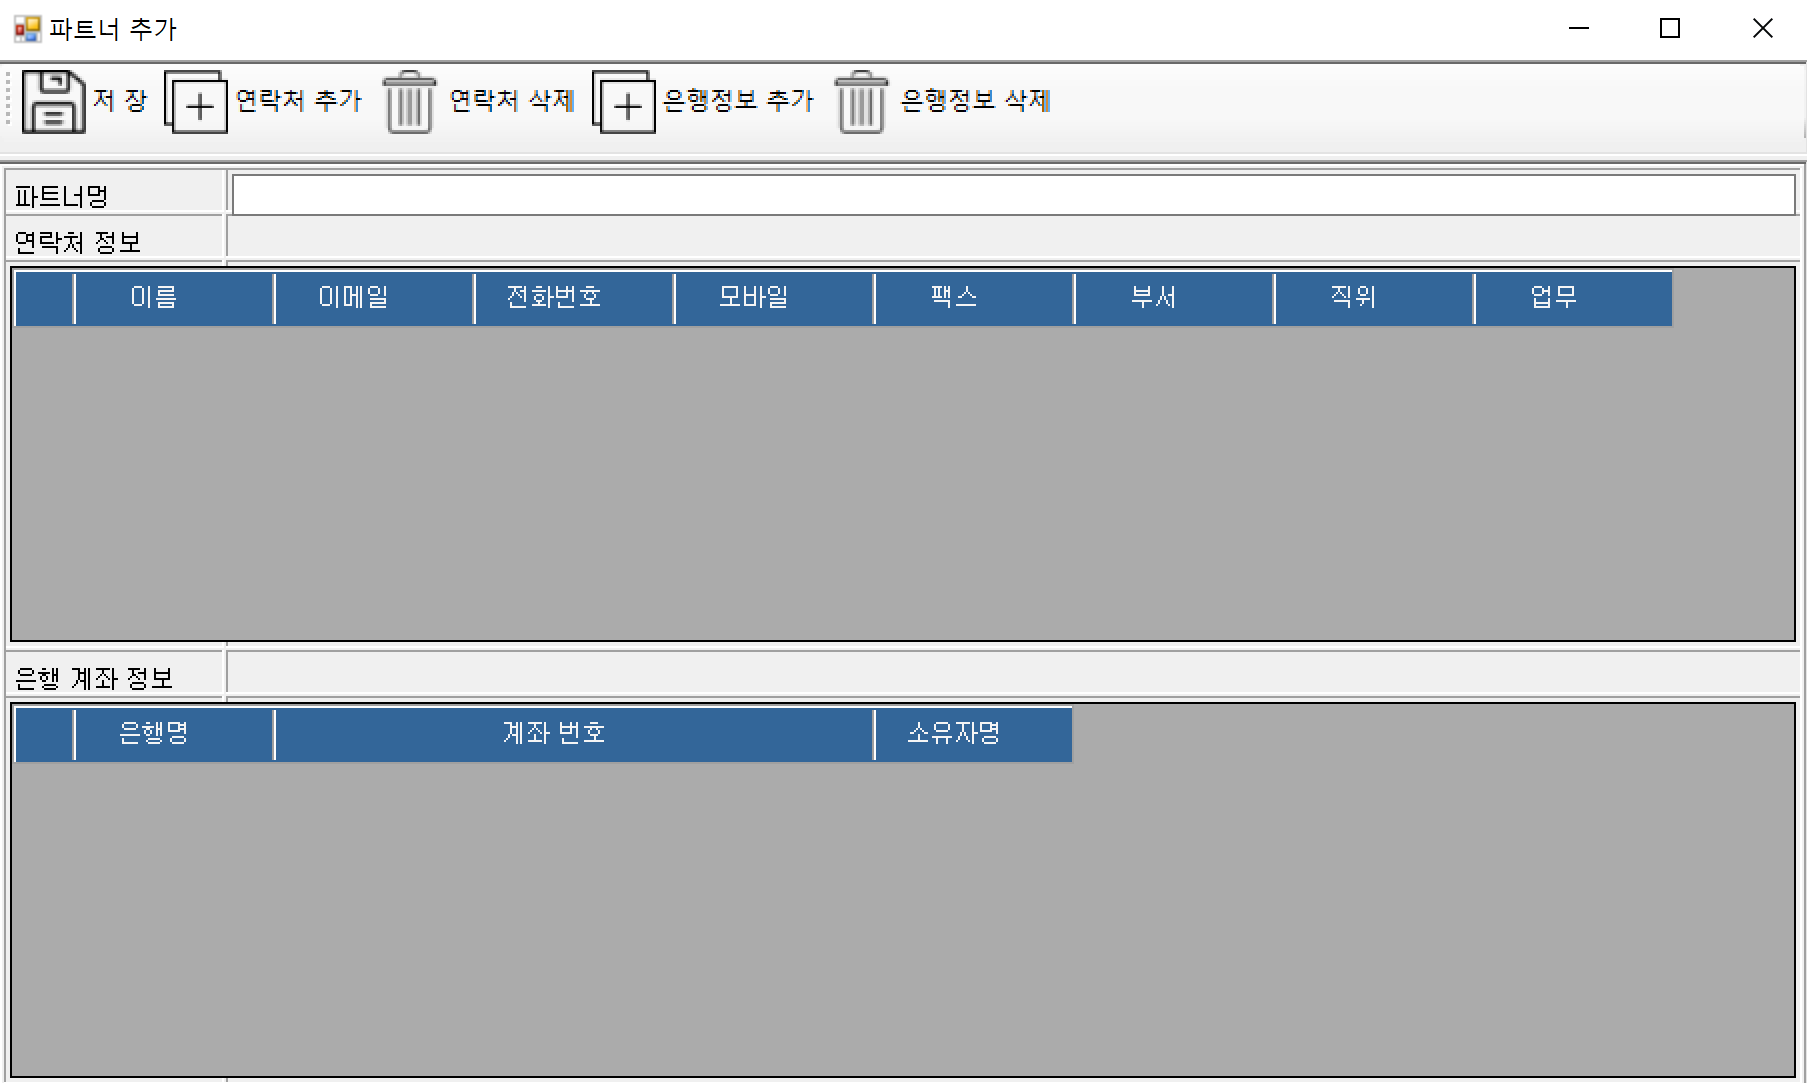 파트너 추가
저 장 연락처 추가 연락처 삭제 은행정보 추가 은행정보 삭제
파트너명
연락처 정보
이름 이메일 전화번호 모바일 팩스 부서 직위 업무
은행 계좌 정보
은행명 계좌 번호 소유자명